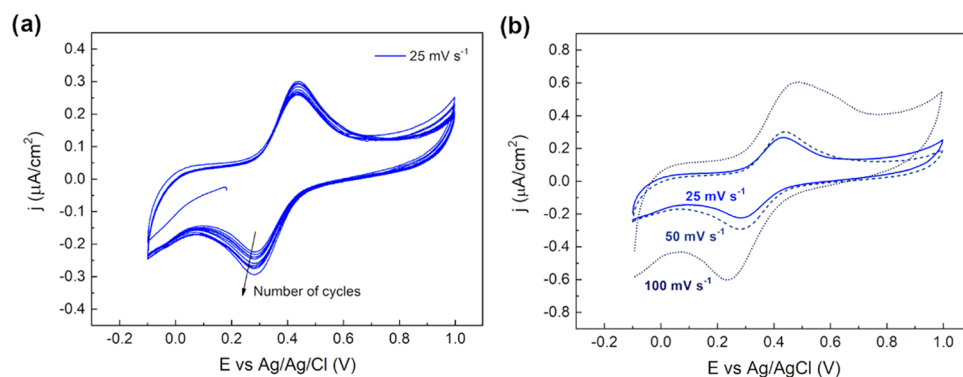 (a)
0.4
0.3
0.2
0.1
0.0
-0.1
-0.2
-0.3
-0.4
j (µA/cm²)
25 mV s⁻¹
Number of cycles
-0.2 0.0 0.2 0.4 0.6 0.8 1.0
E vs Ag/Ag/Cl (V)
(b)
0.8
0.6
0.4
0.2
0.0
-0.2
-0.4
-0.6
-0.8
j (µA/cm²)
25 mV s⁻¹
50 mV s⁻¹
100 mV s⁻¹
-0.2 0.0 0.2 0.4 0.6 0.8 1.0
E vs Ag/AgCl (V)